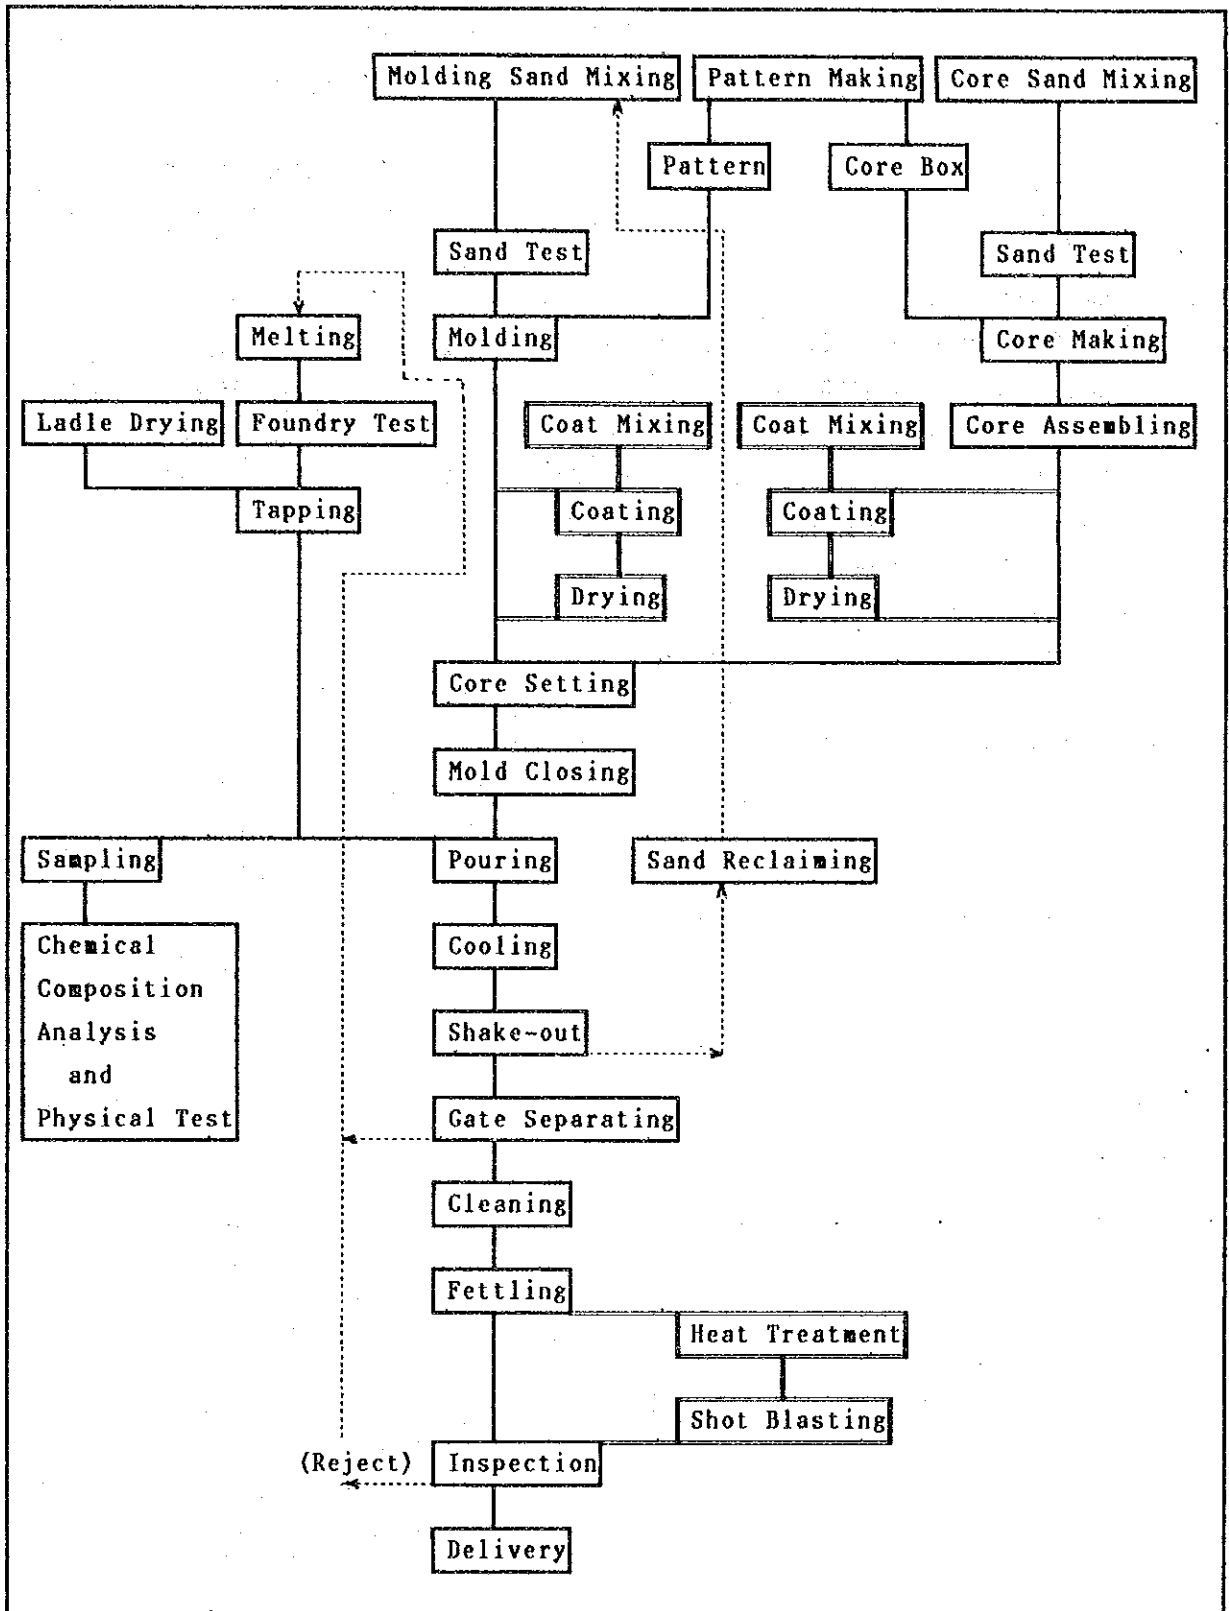 Molding Sand Mixing
Pattern Making
Core Sand Mixing
Pattern
Core Box
Sand Test
Sand Test
Melting
Molding
Core Making
Ladle Drying
Foundry Test
Coat Mixing
Coat Mixing
Core Assembling
Tapping
Coating
Coating
Drying
Drying
Core Setting
Mold Closing
Sampling
Pouring
Sand Reclaiming
Chemical
Composition
Analysis
and
Physical Test
Cooling
Shake-out
Gate Separating
Cleaning
Fettling
Heat Treatment
Shot Blasting
(Reject)
Inspection
Delivery